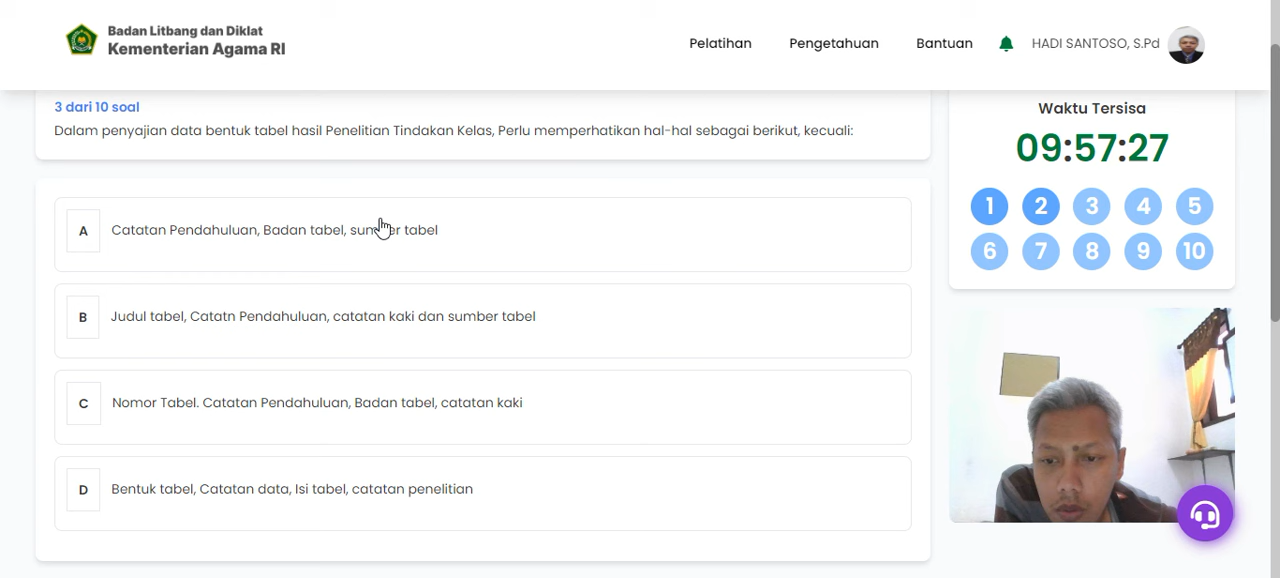 Badan Litbang dan Diklat
Kementerian Agama RI
Pelatihan
Pengetahuan
Bantuan
HADI SANTOSO, S.Pd
3 dari 10 soal
Dalam penyajian data bentuk tabel hasil Penelitian Tindakan Kelas, Perlu memperhatikan hal-hal sebagai berikut, kecuali:
A
Catatan Pendahuluan, Badan tabel, sumber tabel
B
Judul tabel, Catatn Pendahuluan, catatan kaki dan sumber tabel
C
Nomor Tabel. Catatan Pendahuluan, Badan tabel, catatan kaki
D
Bentuk tabel, Catatan data, Isi tabel, catatan penelitian
Waktu Tersisa
09:57:27
1 2 3 4 5
6 7 8 9 10